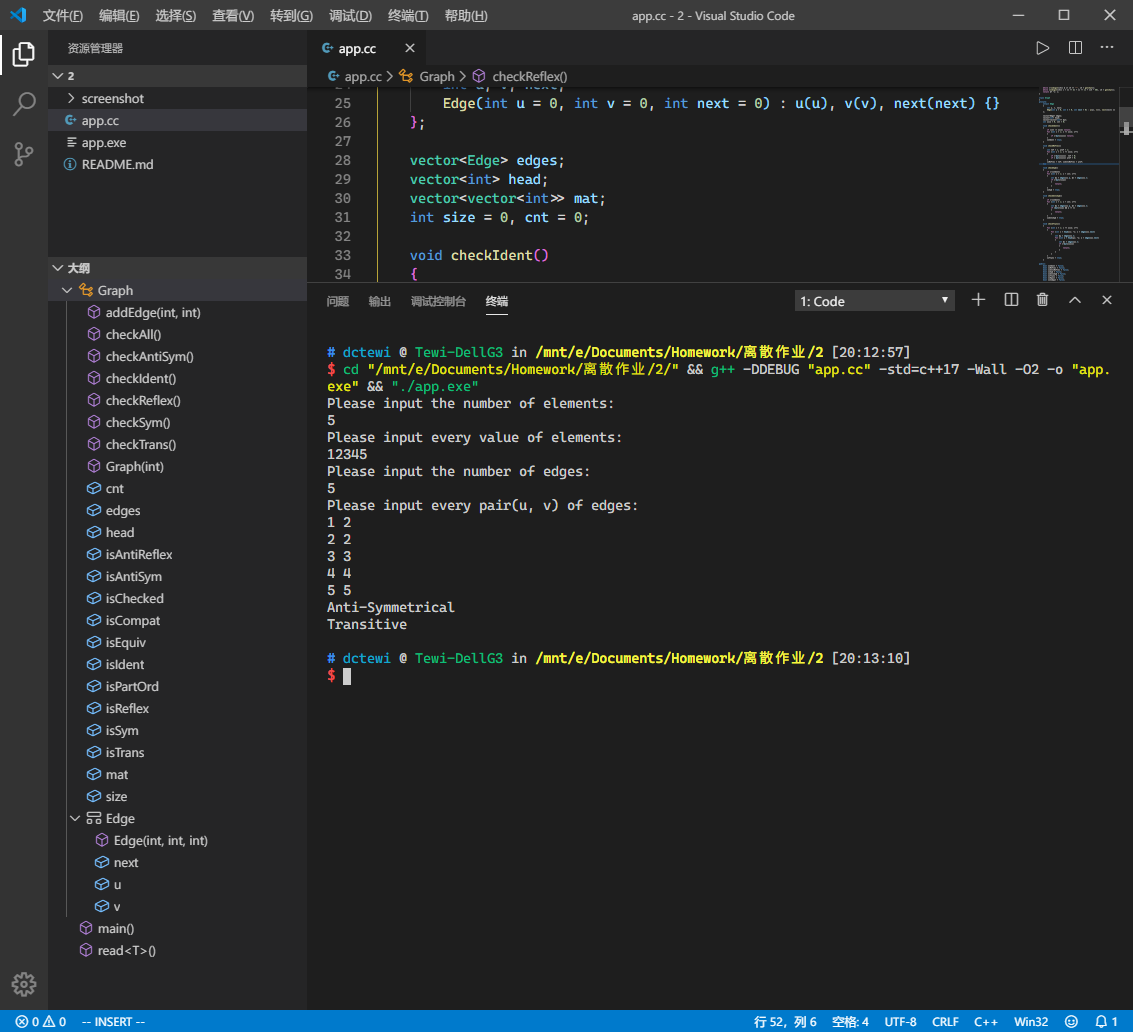 文件(F) 编辑(E) 选择(S) 查看(V) 转到(G) 调试(D) 终端(T) 帮助(H) app.cc - 2 - Visual Studio Code
资源管理器
2
screenshot
app.cc
app.exe
README.md
大纲
Graph
addEdge(int, int)
checkAll()
checkAntiSym()
checkIdent()
checkReflex()
checkSym()
checkTrans()
Graph(int)
cnt
edges
head
isAntiReflex
isAntiSym
isChecked
isCompat
isEquiv
isIdent
isPartOrd
isReflex
isSym
isTrans
mat
size
Edge
Edge(int, int, int)
next
u
v
main()
read<T>()
app.cc
app.cc > Graph > checkReflex()
25 Edge(int u = 0, int v = 0, int next = 0) : u(u), v(v), next(next) {}
26 };
27
28 vector<Edge> edges;
29 vector<int> head;
30 vector<vector<int>> mat;
31 int size = 0, cnt = 0;
32
33 void checkIdent()
34 {
问题 输出 调试控制台 终端 1: Code
# dctewi @ Tewi-DellG3 in /mnt/e/Documents/Homework/离散作业/2 [20:12:57]
$ cd "/mnt/e/Documents/Homework/离散作业/2/" && g++ -DDEBUG "app.cc" -std=c++17 -Wall -O2 -o "app.
exe" && "./app.exe"
Please input the number of elements:
5
Please input every value of elements:
12345
Please input the number of edges:
5
Please input every pair(u, v) of edges:
1 2
2 2
3 3
4 4
5 5
Anti-Symmetrical
Transitive
# dctewi @ Tewi-DellG3 in /mnt/e/Documents/Homework/离散作业/2 [20:13:10]
$
0 0 -- INSERT -- 行 52，列 6 空格: 4 UTF-8 CRLF C++ Win32 1